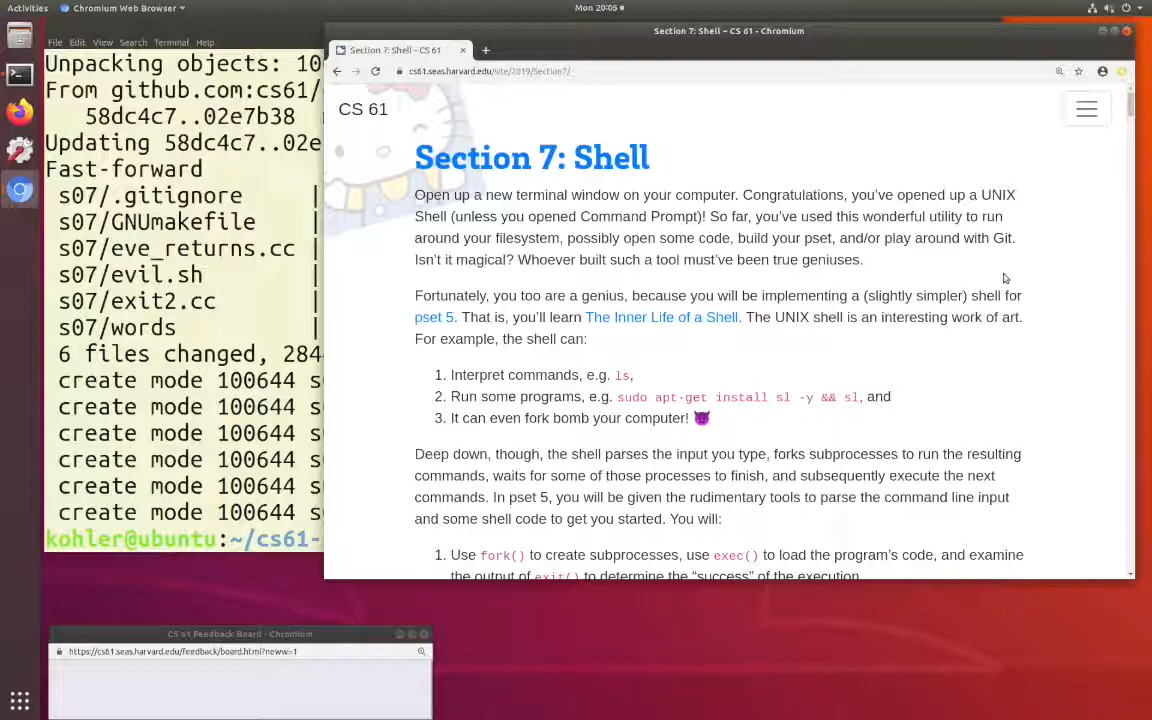 Activities
Chromium Web Browser
Mon 20:05
File Edit View Search Terminal Help
Unpacking objects: 10
From github.com:cs61/
58dc4c7..02e7b38
Updating 58dc4c7..02e
Fast-forward
s07/.gitignore |
s07/GNUmakefile |
s07/eve_returns.cc |
s07/evil.sh |
s07/exit2.cc |
s07/words |
6 files changed, 284
create mode 100644 s
create mode 100644 s
create mode 100644 s
create mode 100644 s
create mode 100644 s
create mode 100644 s
kohler@ubuntu:~/cs61-
Section 7: Shell – CS 61 - Chromium
Section 7: Shell – CS 61
cs61.seas.harvard.edu/site/2019/Section7/
CS 61
Section 7: Shell
Open up a new terminal window on your computer. Congratulations, you’ve opened up a UNIX
Shell (unless you opened Command Prompt)! So far, you’ve used this wonderful utility to run
around your filesystem, possibly open some code, build your pset, and/or play around with Git.
Isn’t it magical? Whoever built such a tool must’ve been true geniuses.
Fortunately, you too are a genius, because you will be implementing a (slightly simpler) shell for
pset 5. That is, you’ll learn The Inner Life of a Shell. The UNIX shell is an interesting work of art.
For example, the shell can:
1. Interpret commands, e.g. ls,
2. Run some programs, e.g. sudo apt-get install sl -y && sl, and
3. It can even fork bomb your computer! 😈
Deep down, though, the shell parses the input you type, forks subprocesses to run the resulting
commands, waits for some of those processes to finish, and subsequently execute the next
commands. In pset 5, you will be given the rudimentary tools to parse the command line input
and some shell code to get you started. You will:
1. Use fork() to create subprocesses, use exec() to load the program’s code, and examine
the output of exit() to determine the “success” of the execution
CS 61 Feedback Board - Chromium
https://cs61.seas.harvard.edu/feedback/board.html?neww=1